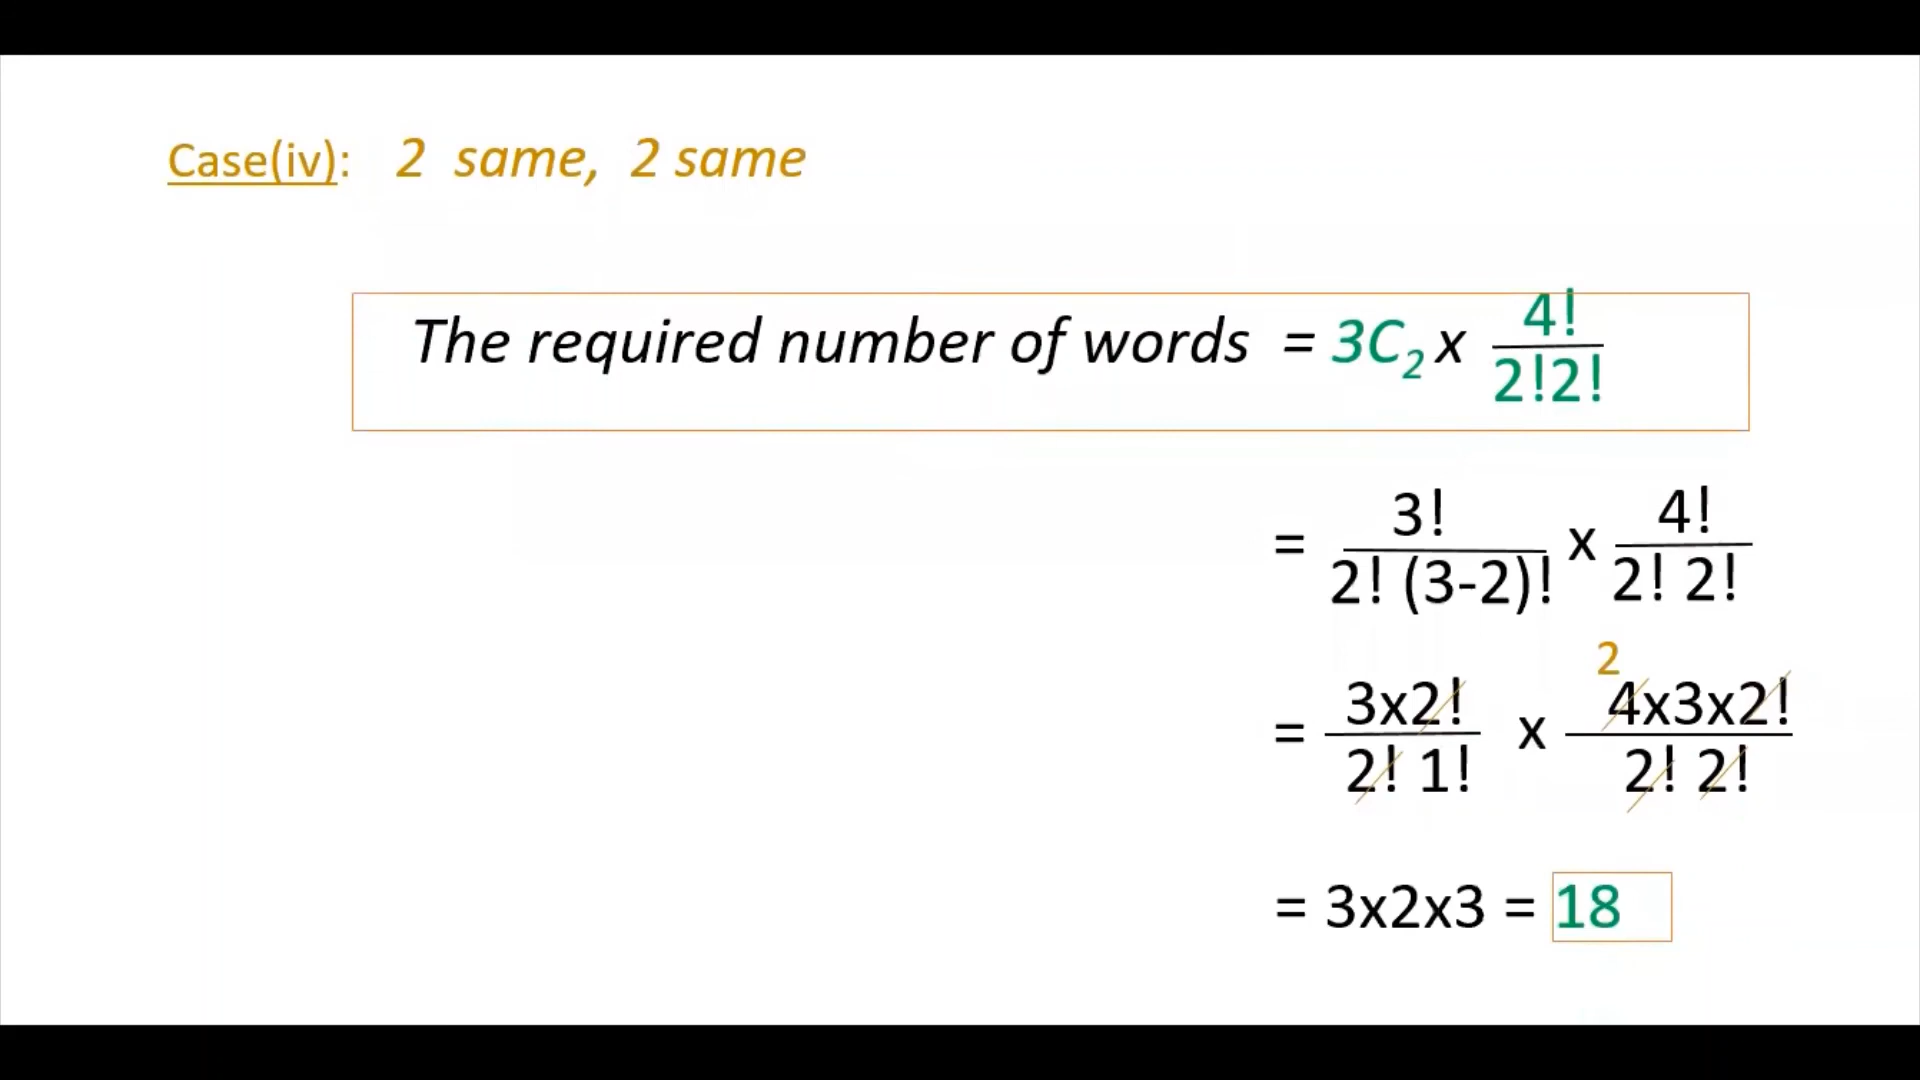 Case(iv): 2 same, 2 same
The required number of words = 3C₂ x 4!
2!2!
= 3! x 4!
2! (3-2)! 2! 2!
2
= 3x2! x 4x3x2!
2! 1! 2! 2!
= 3x2x3 = 18